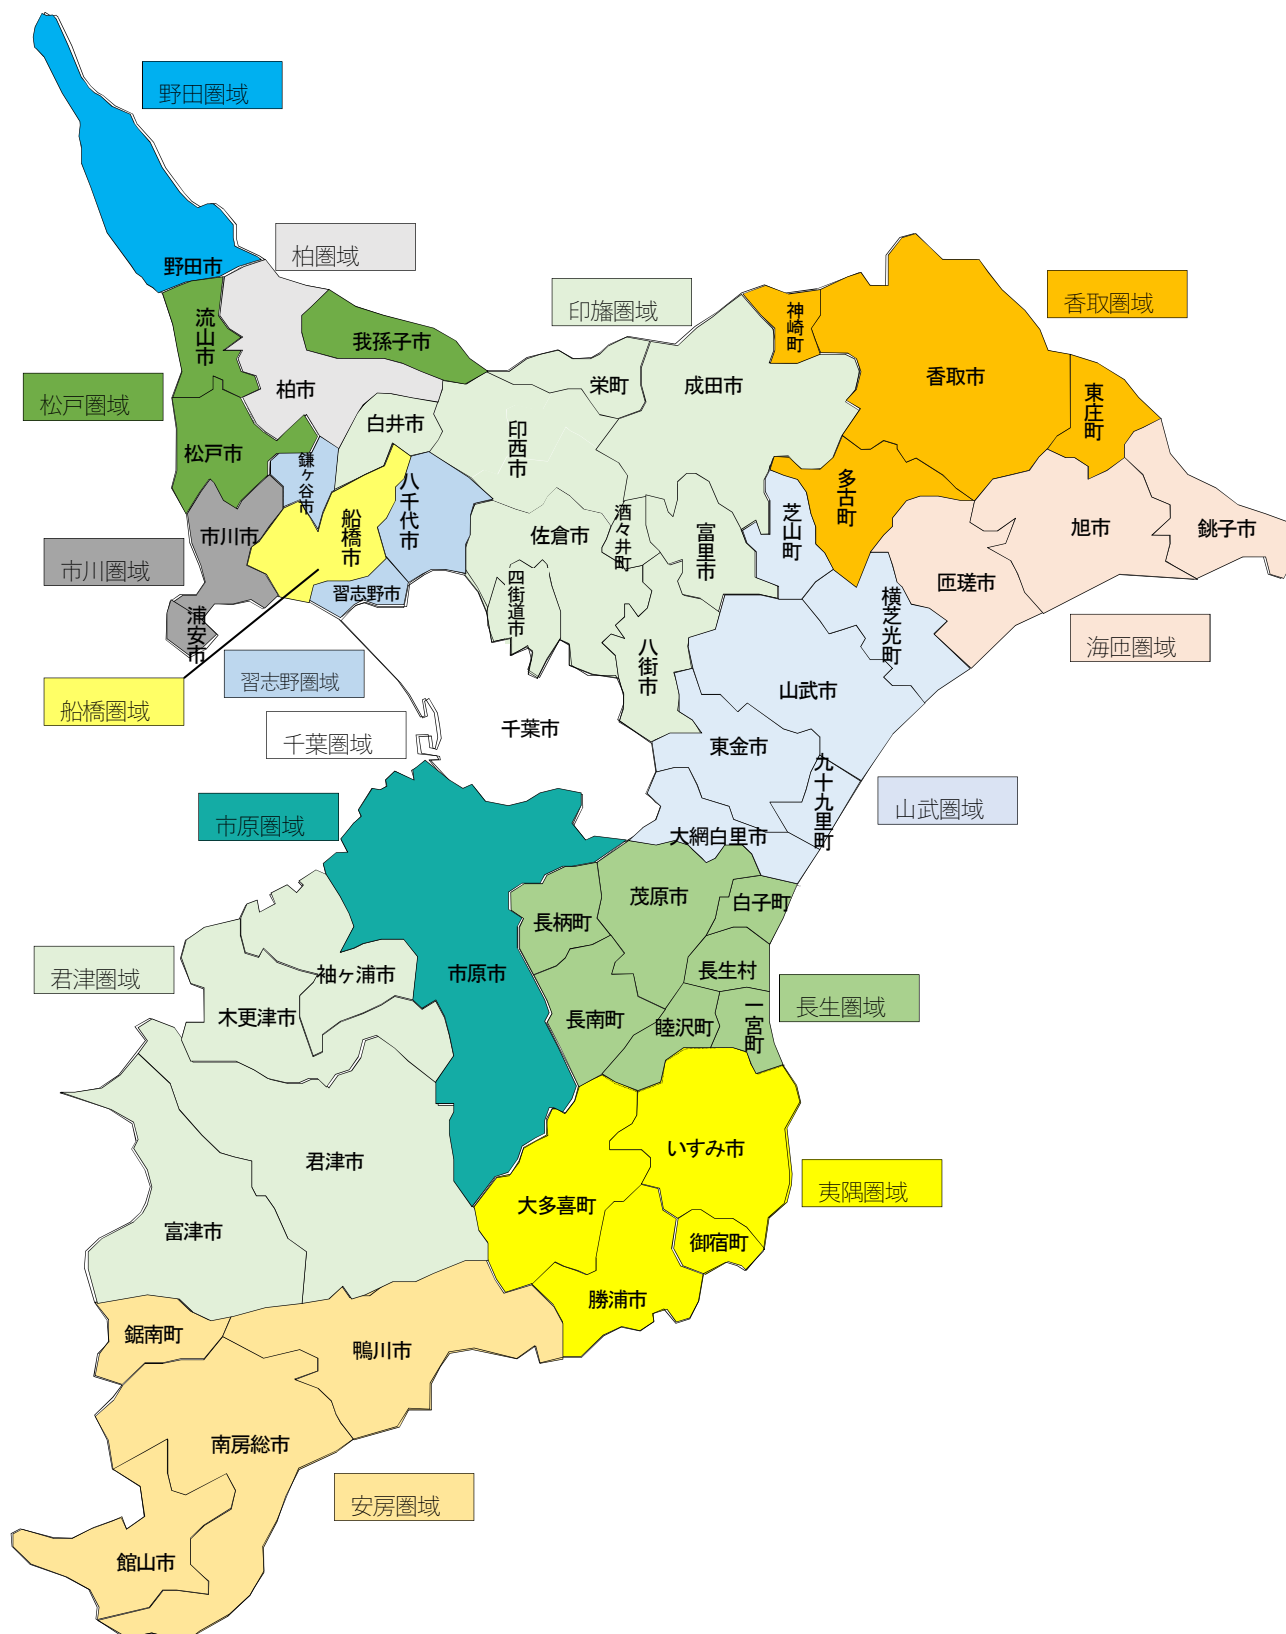 野田圏域
野田市
柏圏域
流山市
我孫子市
印旛圏域
神崎町
香取圏域
柏市
栄町
成田市
香取市
東庄町
松戸圏域
松戸市
白井市
印西市
鎌ヶ谷市
八千代市
多古町
市川市
船橋市
佐倉市
酒々井町
富里市
芝山町
旭市
銚子市
市川圏域
浦安市
習志野市
四街道市
匝瑳市
横芝光町
海匝圏域
習志野圏域
八街市
山武市
船橋圏域
千葉圏域
千葉市
東金市
九十九里町
山武圏域
市原圏域
大網白里市
茂原市
白子町
長柄町
君津圏域
袖ヶ浦市
市原市
長生村
長生圏域
木更津市
長南町
睦沢町
一宮町
君津市
いすみ市
夷隅圏域
大多喜町
富津市
御宿町
勝浦市
鋸南町
鴨川市
南房総市
安房圏域
館山市